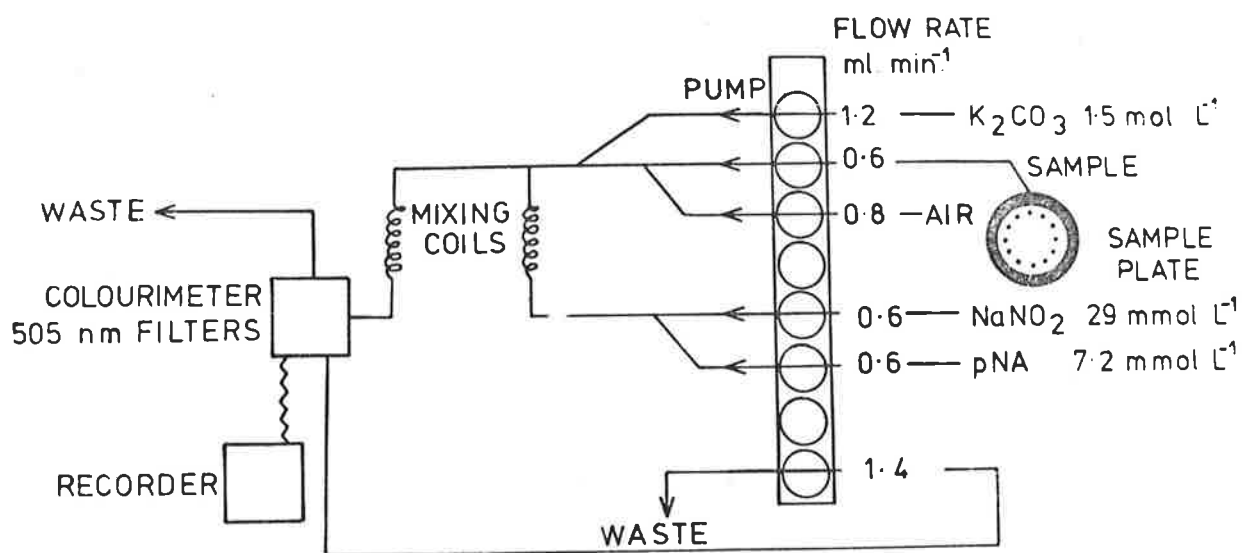 FLOW RATE
ml. min⁻¹
PUMP
1·2 K₂CO₃ 1·5 mol L⁻¹
0·6
SAMPLE
0·8 AIR
SAMPLE
PLATE
WASTE
MIXING
COILS
COLOURIMETER
505 nm FILTERS
0·6 NaNO₂ 29 mmol L⁻¹
0·6 pNA 7·2 mmol L⁻¹
RECORDER
1·4
WASTE